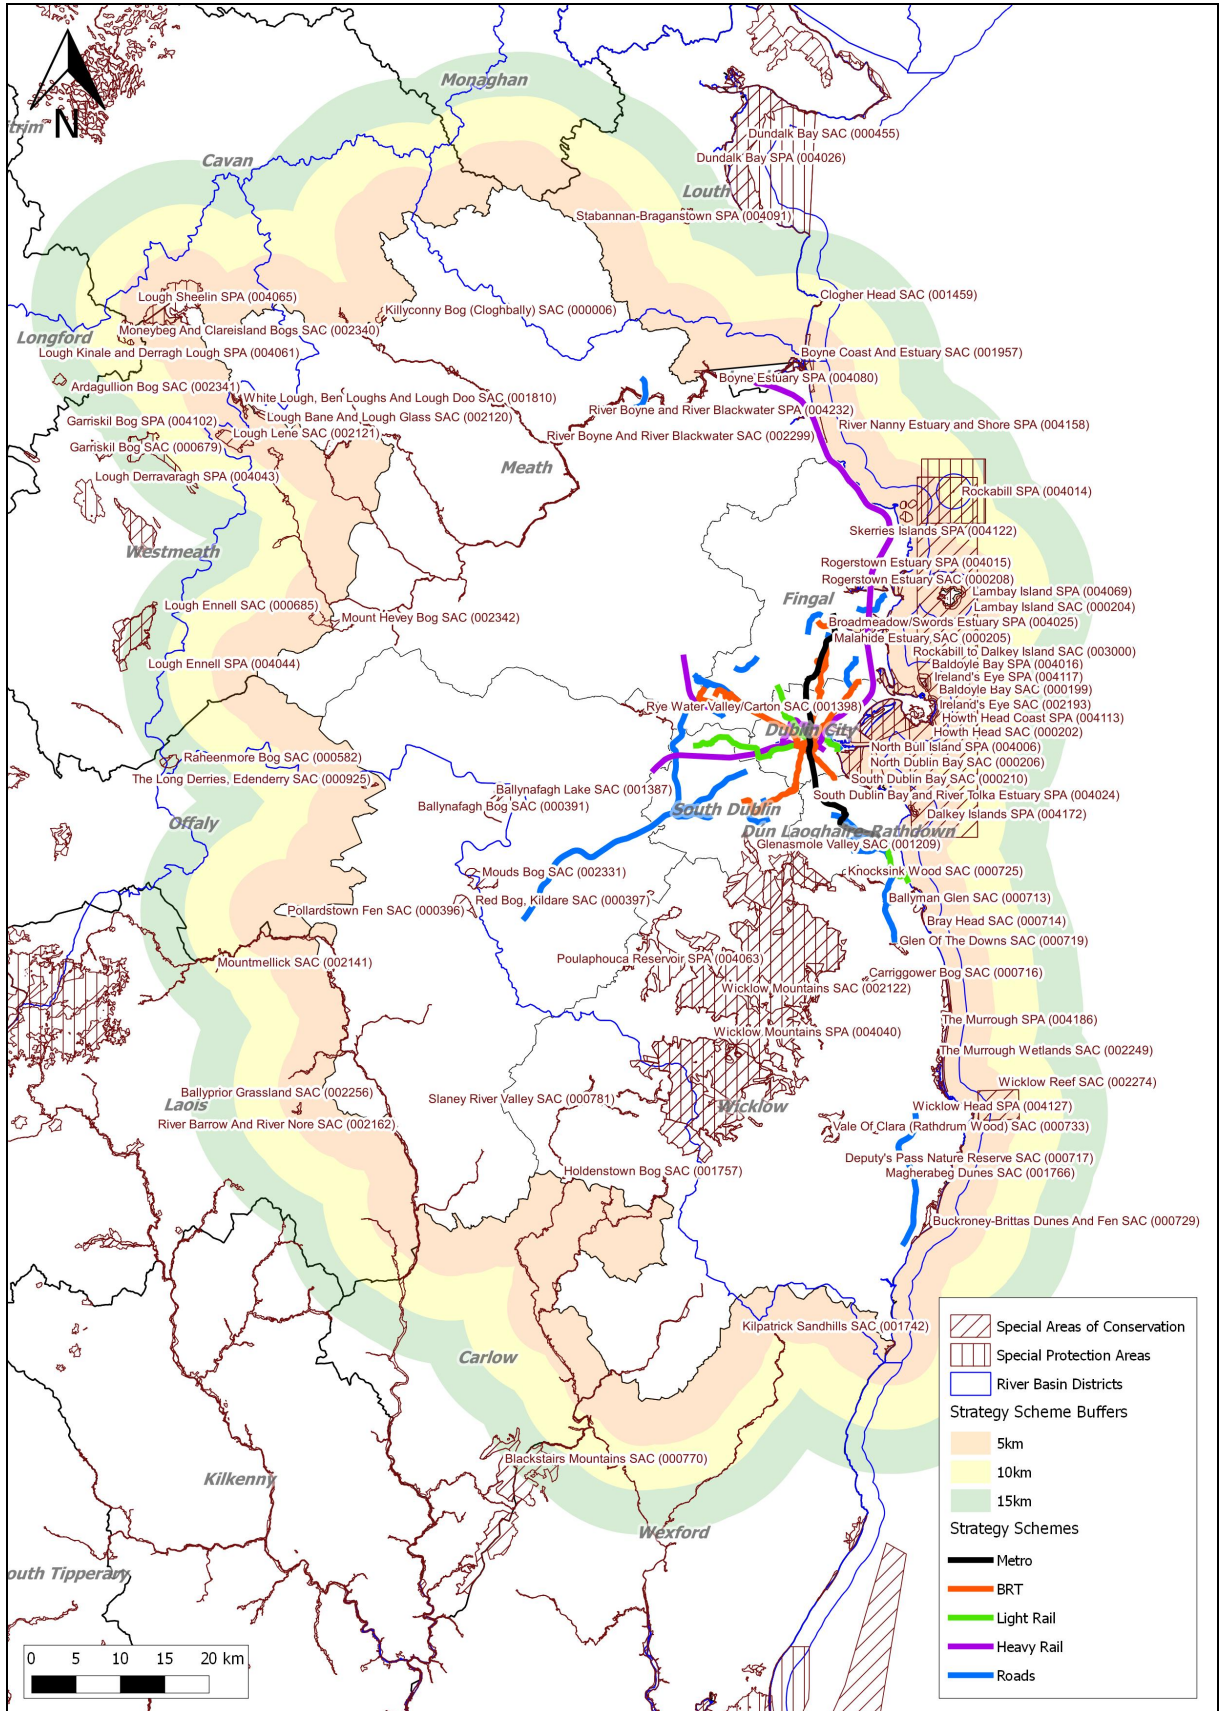 Monaghan
N
itrim
Cavan
Dundalk Bay SAC (000455)
Dundalk Bay SPA (004026)
Louth
Stabannan-Braganstown SPA (004091)
Lough Sheelin SPA (004065)
Clogher Head SAC (001459)
Killyconny Bog (Cloghbally) SAC (000006)
Moneybeg And Clareisland Bogs SAC (002340)
Longford
Lough Kinale and Derragh Lough SPA (004061)
Boyne Coast And Estuary SAC (001957)
Boyne Estuary SPA (004080)
Ardagullion Bog SAC (002341)
White Lough, Ben Loughs And Lough Doo SAC (001810)
River Boyne and River Blackwater SPA (004232)
Lough Bane And Lough Glass SAC (002120)
Garriskil Bog SPA (004102)
River Nanny Estuary and Shore SPA (004158)
Lough Lene SAC (002121)
River Boyne And River Blackwater SAC (002299)
Garriskil Bog SAC (000679)
Meath
Lough Derravaragh SPA (004043)
Rockabill SPA (004014)
Skerries Islands SPA (004122)
Westmeath
Rogerstown Estuary SPA (004015)
Rogerstown Estuary SAC (000208)
Lambay Island SPA (004069)
Fingal
Lough Ennell SAC (000685)
Lambay Island SAC (000204)
Mount Hevey Bog SAC (002342)
Broadmeadow/Swords Estuary SPA (004025)
Malahide Estuary SAC (000205)
Rockabill to Dalkey Island SAC (003000)
Lough Ennell SPA (004044)
Baldoyle Bay SPA (004016)
Ireland's Eye SPA (004117)
Baldoyle Bay SAC (000199)
Rye Water Valley/Carton SAC (001398)
Ireland's Eye SAC (002193)
Howth Head Coast SPA (004113)
Dublin City
Howth Head SAC (000202)
North Bull Island SPA (004006)
Raheenmore Bog SAC (000582)
North Dublin Bay SAC (000206)
The Long Derries, Edenderry SAC (000925)
South Dublin Bay SAC (000210)
Ballynafagh Lake SAC (001387)
South Dublin Bay and River Tolka Estuary SPA (004024)
Ballynafagh Bog SAC (000391)
South Dublin
Dalkey Islands SPA (004172)
Offaly
Dún Laoghaire-Rathdown
Glenasmole Valley SAC (001209)
Mouds Bog SAC (002331)
Knocksink Wood SAC (000725)
Red Bog, Kildare SAC (000397)
Ballyman Glen SAC (000713)
Pollardstown Fen SAC (000396)
Bray Head SAC (000714)
Glen Of The Downs SAC (000719)
Poulaphouca Reservoir SPA (004063)
Mountmellick SAC (002141)
Carriggower Bog SAC (000716)
Wicklow Mountains SAC (002122)
The Murrough SPA (004186)
Wicklow Mountains SPA (004040)
The Murrough Wetlands SAC (002249)
Wicklow Reef SAC (002274)
Ballyprior Grassland SAC (002256)
Slaney River Valley SAC (000781)
Laois
Wicklow
Wicklow Head SPA (004127)
River Barrow And River Nore SAC (002162)
Vale Of Clara (Rathdrum Wood) SAC (000733)
Deputy's Pass Nature Reserve SAC (000717)
Holdenstown Bog SAC (001757)
Magherabeg Dunes SAC (001766)
Buckroney-Brittas Dunes And Fen SAC (000729)
Kilpatrick Sandhills SAC (001742)
Carlow
Blackstairs Mountains SAC (000770)
Kilkenny
Wexford
outh Tipperary
Special Areas of Conservation
Special Protection Areas
River Basin Districts
Strategy Scheme Buffers
5km
10km
15km
Strategy Schemes
Metro
BRT
Light Rail
Heavy Rail
Roads
0 5 10 15 20 km